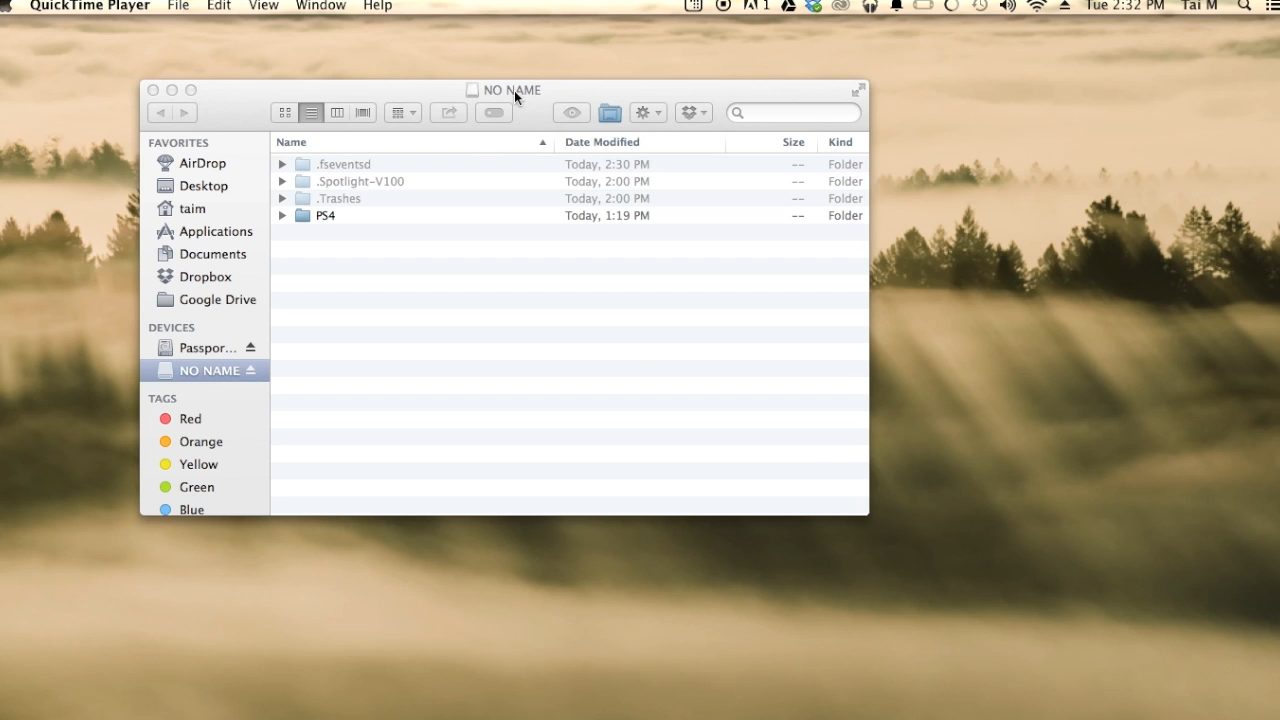 QuickTime Player File Edit View Window Help 1 Tue 2:32 PM Tai M
NO NAME
FAVORITES
AirDrop
Desktop
taim
Applications
Documents
Dropbox
Google Drive
DEVICES
Passpor...
NO NAME
TAGS
Red
Orange
Yellow
Green
Blue
Name Date Modified Size Kind
.fseventsd Today, 2:30 PM -- Folder
.Spotlight-V100 Today, 2:00 PM -- Folder
.Trashes Today, 2:00 PM -- Folder
PS4 Today, 1:19 PM -- Folder